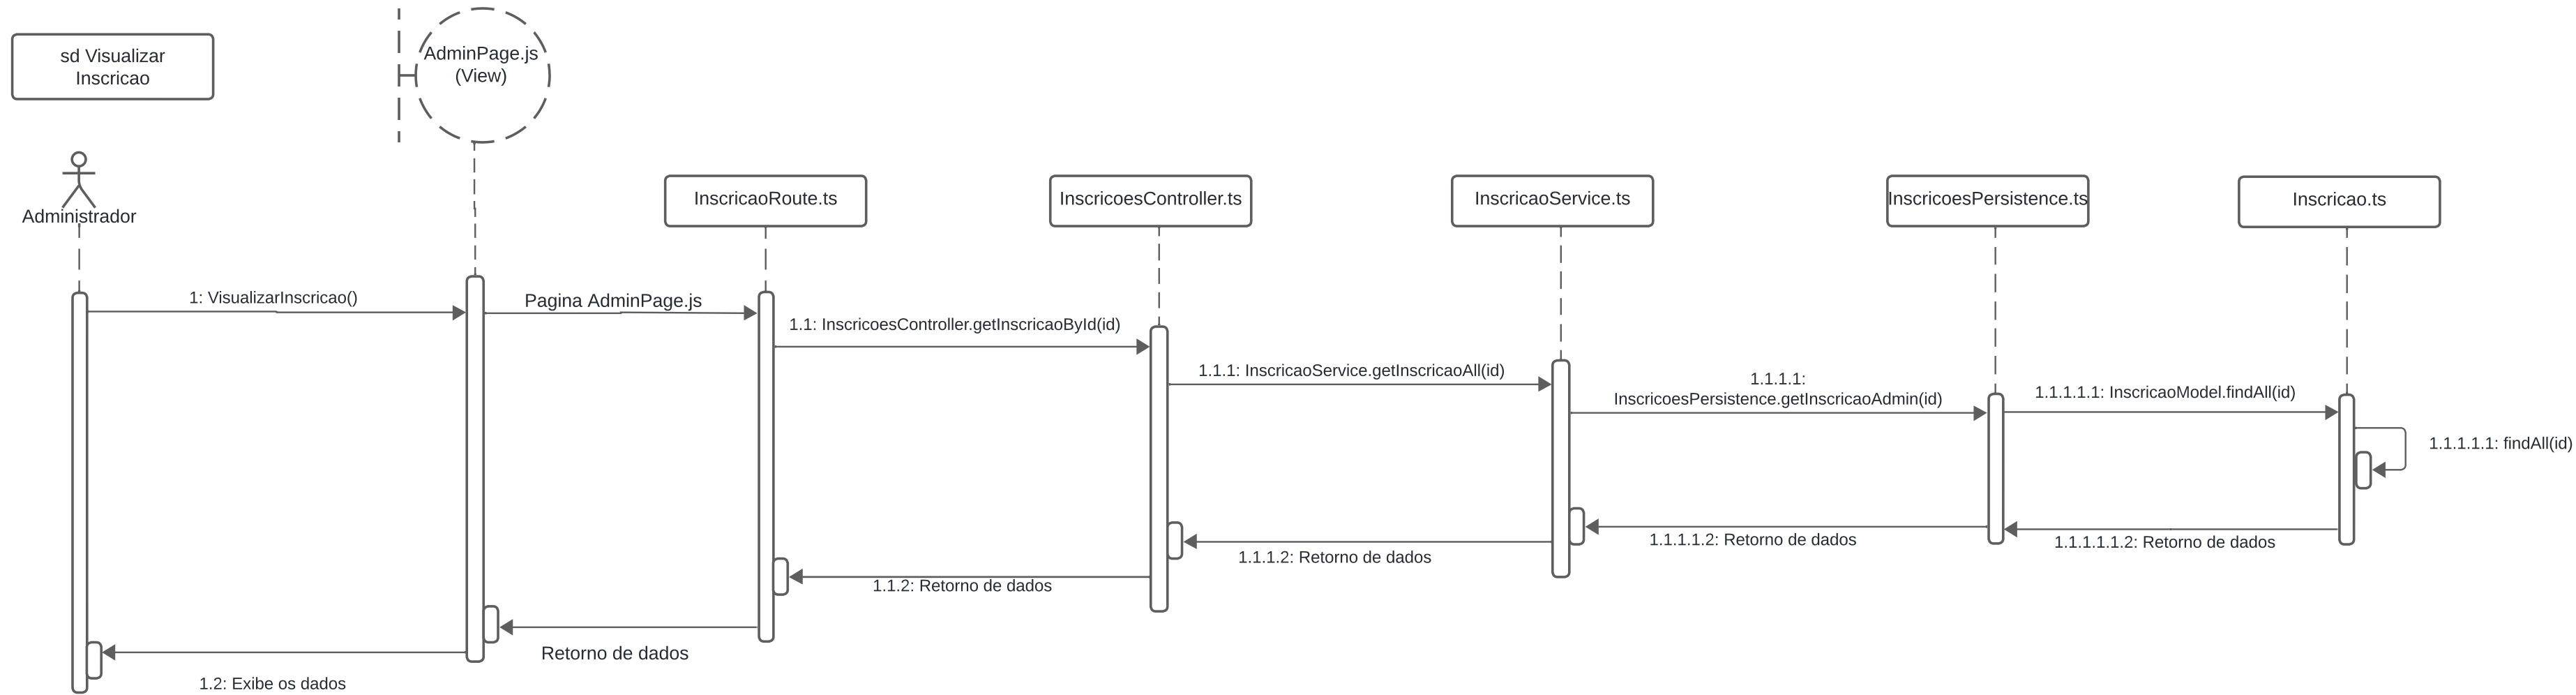 sd Visualizar
Inscricao
AdminPage.js
(View)
Administrador
InscricaoRoute.ts
InscricoesController.ts
InscricaoService.ts
InscricoesPersistence.ts
Inscricao.ts
1: VisualizarInscricao()
Pagina AdminPage.js
1.1: InscricoesController.getInscricaoById(id)
1.1.1: InscricaoService.getInscricaoAll(id)
1.1.1.1:
InscricoesPersistence.getInscricaoAdmin(id)
1.1.1.1.1: InscricaoModel.findAll(id)
1.1.1.1.1: findAll(id)
1.1.1.1.1.2: Retorno de dados
1.1.1.1.2: Retorno de dados
1.1.1.2: Retorno de dados
1.1.2: Retorno de dados
Retorno de dados
1.2: Exibe os dados